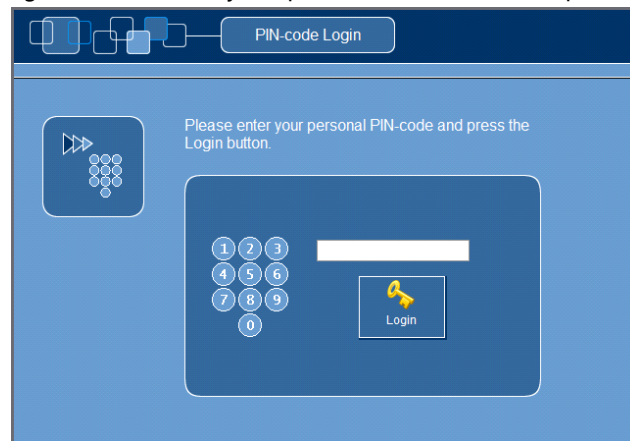 PIN-code Login
Please enter your personal PIN-code and press the
Login button.
1 2 3
4 5 6
7 8 9
0
Login